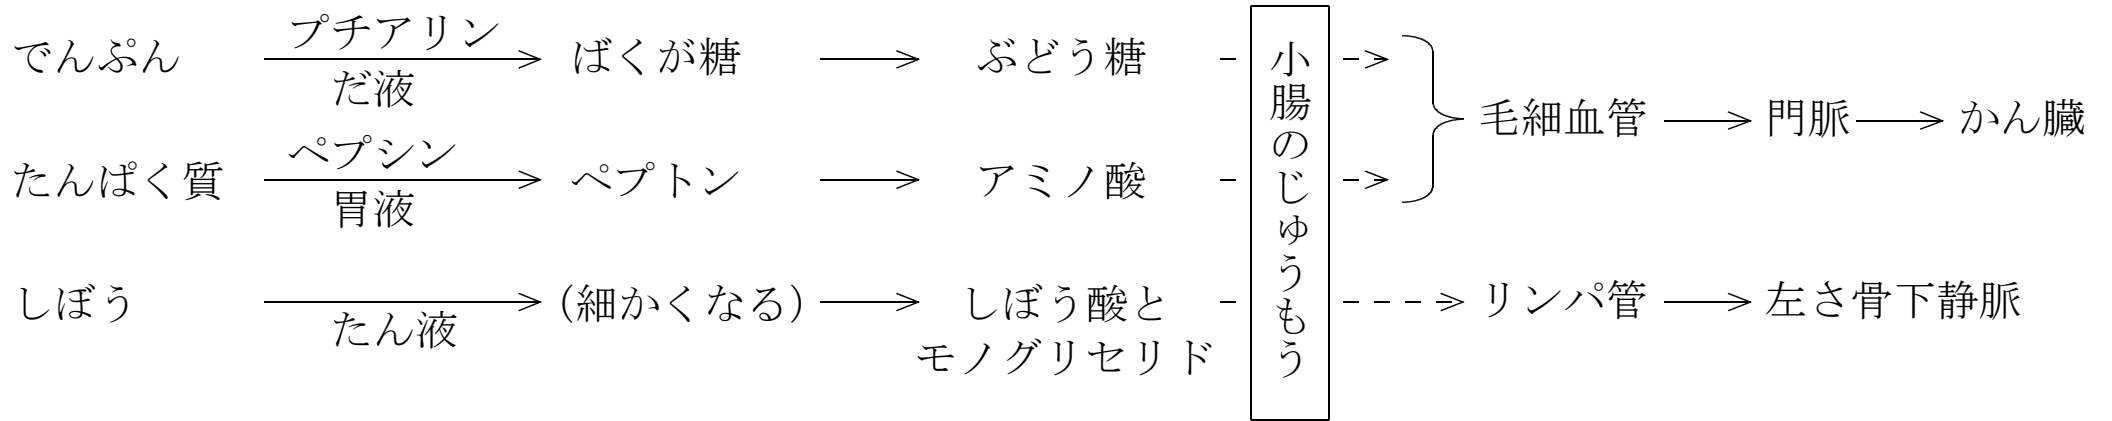 でんぷん プチアリン だ液 ばくが糖 ぶどう糖
たんぱく質 ペプシン 胃液 ペプトン アミノ酸
しぼう たん液 (細かくなる) しぼう酸と
モノグリセリド
小腸のじゅうもう
毛細血管 門脈 かん臓
リンパ管 左さ骨下静脈